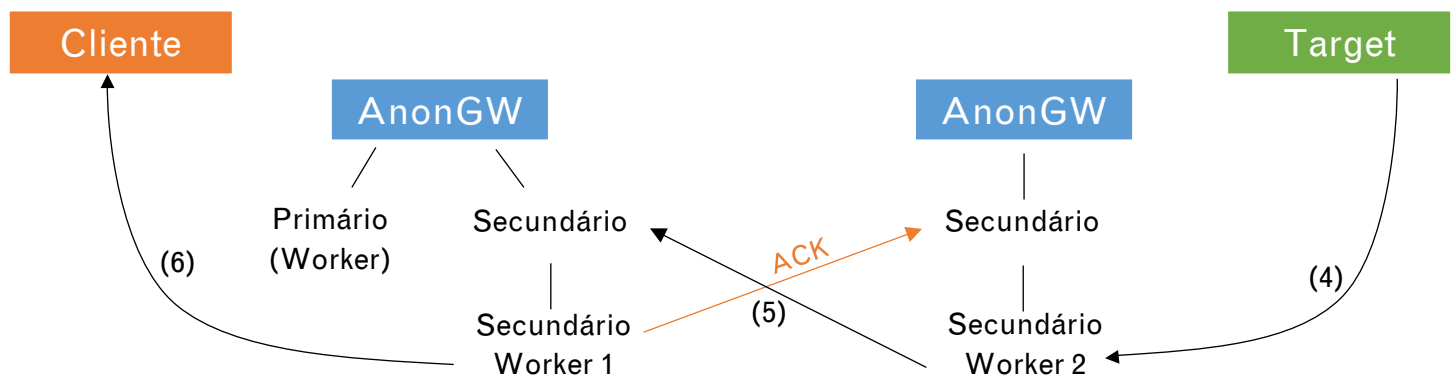 Cliente
Target
AnonGW
AnonGW
Primário
(Worker)
Secundário
Secundário
ACK
(6)
(5)
(4)
Secundário
Worker 1
Secundário
Worker 2